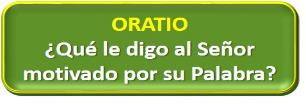 ORATIO
¿Qué le digo al Señor
motivado por su Palabra?